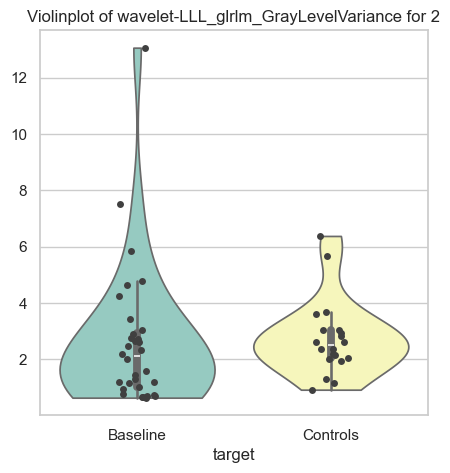 Violinplot of wavelet-LLL_glrlm_GrayLevelVariance for 2
12
10
8
6
4
2
Baseline
Controls
target